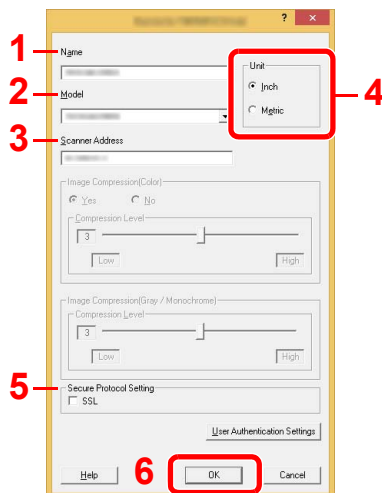 ? ×
1 Name
Unit
Inch
4
2 Model
Metric
3 Scanner Address
Image Compression(Color)
Yes No
Compression Level
3
Low High
Image Compression(Gray / Monochrome)
Compression Level
3
Low High
5 Secure Protocol Setting
SSL
User Authentication Settings
Help 6 OK Cancel